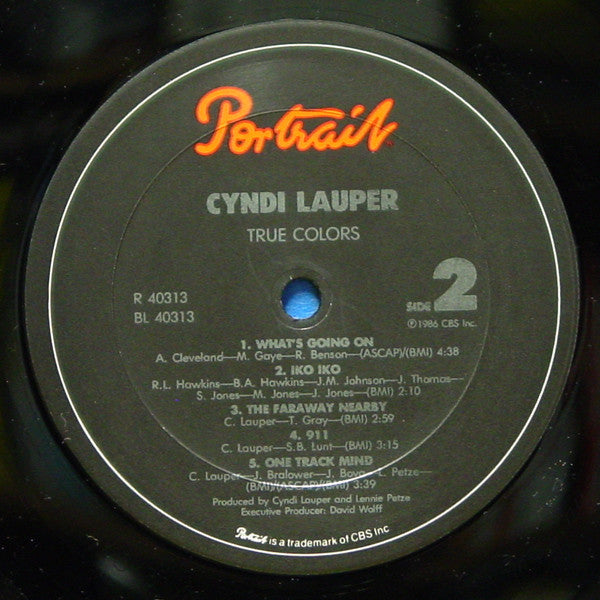 Portrait
CYNDI LAUPER
TRUE COLORS
R 40313
BL 40313
SIDE 2
℗1986 CBS Inc.
1. WHAT'S GOING ON
A. Cleveland—M. Gaye—R. Benson—(ASCAP)/(BMI) 4:38
2. IKO IKO
R.L. Hawkins—B.A. Hawkins—J.M. Johnson—J. Thomas—
S. Jones—M. Jones—J. Jones—(BMI) 2:10
3. THE FARAWAY NEARBY
C. Lauper—T. Gray—(BMI) 2:59
4. 911
C. Lauper—S.B. Lunt—(BMI) 3:15
5. ONE TRACK MIND
C. Lauper—J. Bralower—J. Bova—L. Petze—
(BMI)/(ASCAP)/(BMI) 3:39
Produced by Cyndi Lauper and Lennie Petze
Executive Producer: David Wolff
Portrait is a trademark of CBS Inc